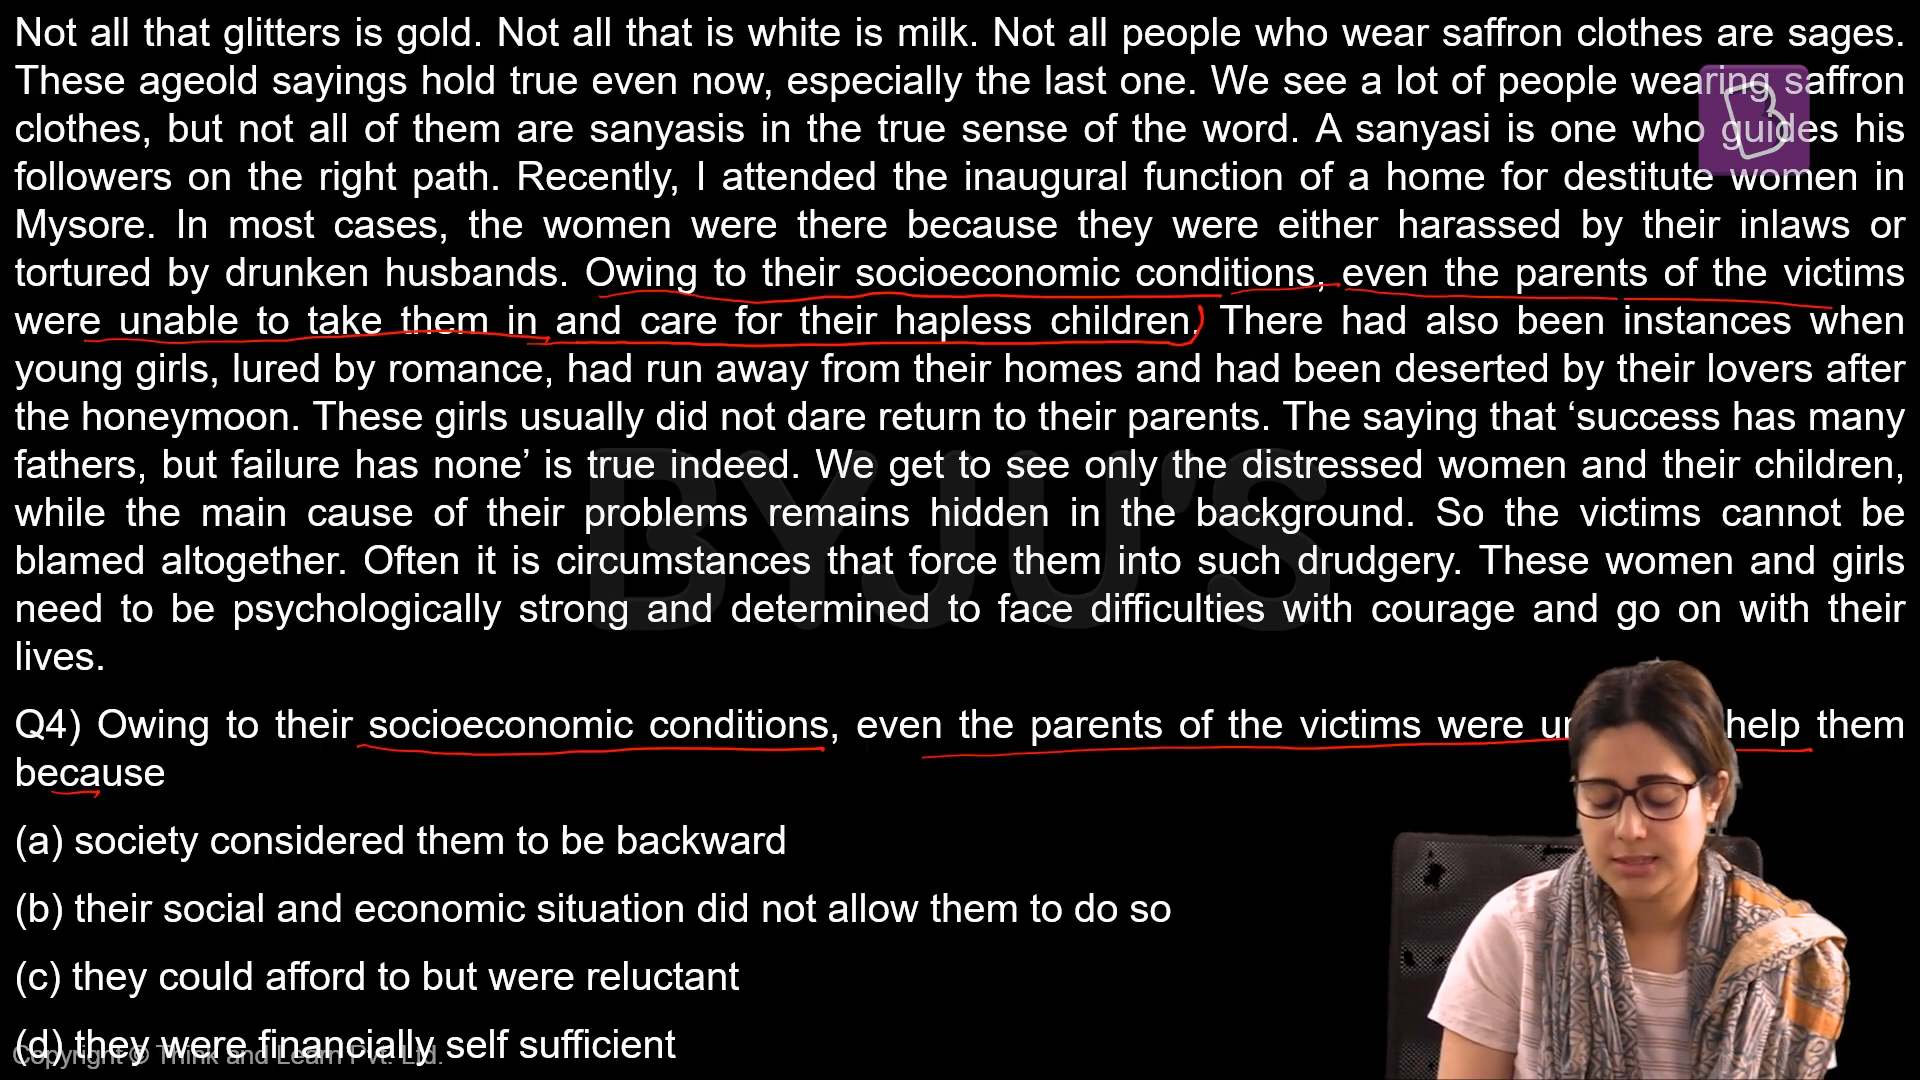 Not all that glitters is gold. Not all that is white is milk. Not all people who wear saffron clothes are sages.
These ageold sayings hold true even now, especially the last one. We see a lot of people wearing saffron
clothes, but not all of them are sanyasis in the true sense of the word. A sanyasi is one who guides his
followers on the right path. Recently, I attended the inaugural function of a home for destitute women in
Mysore. In most cases, the women were there because they were either harassed by their inlaws or
tortured by drunken husbands. Owing to their socioeconomic conditions, even the parents of the victims
were unable to take them in and care for their hapless children. There had also been instances when
young girls, lured by romance, had run away from their homes and had been deserted by their lovers after
the honeymoon. These girls usually did not dare return to their parents. The saying that ‘success has many
fathers, but failure has none’ is true indeed. We get to see only the distressed women and their children,
while the main cause of their problems remains hidden in the background. So the victims cannot be
blamed altogether. Often it is circumstances that force them into such drudgery. These women and girls
need to be psychologically strong and determined to face difficulties with courage and go on with their
lives.
BYJU'S
Q4) Owing to their socioeconomic conditions, even the parents of the victims were help them
because
(a) society considered them to be backward
(b) their social and economic situation did not allow them to do so
(c) they could afford to but were reluctant
(d) they were financially self sufficient
Copyright © Think and Learn Pvt. Ltd.